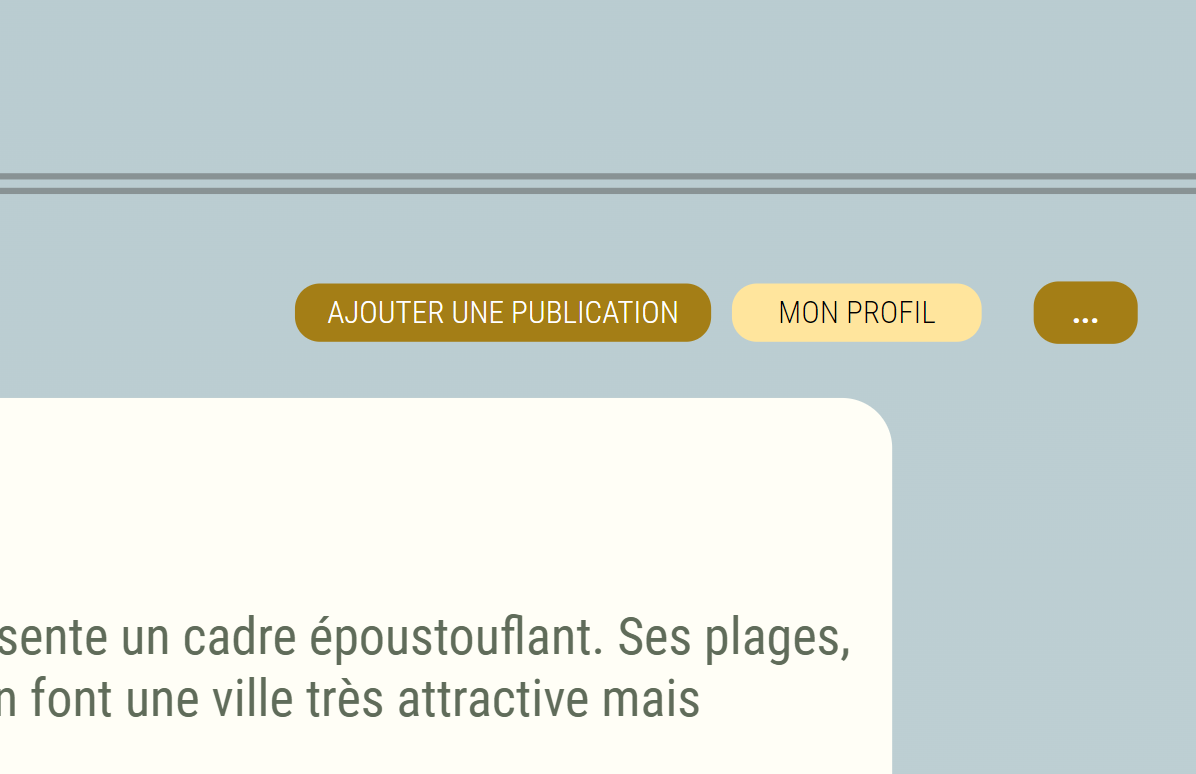 AJOUTER UNE PUBLICATION MON PROFIL ...
sente un cadre époustouflant. Ses plages,
font une ville très attractive mais